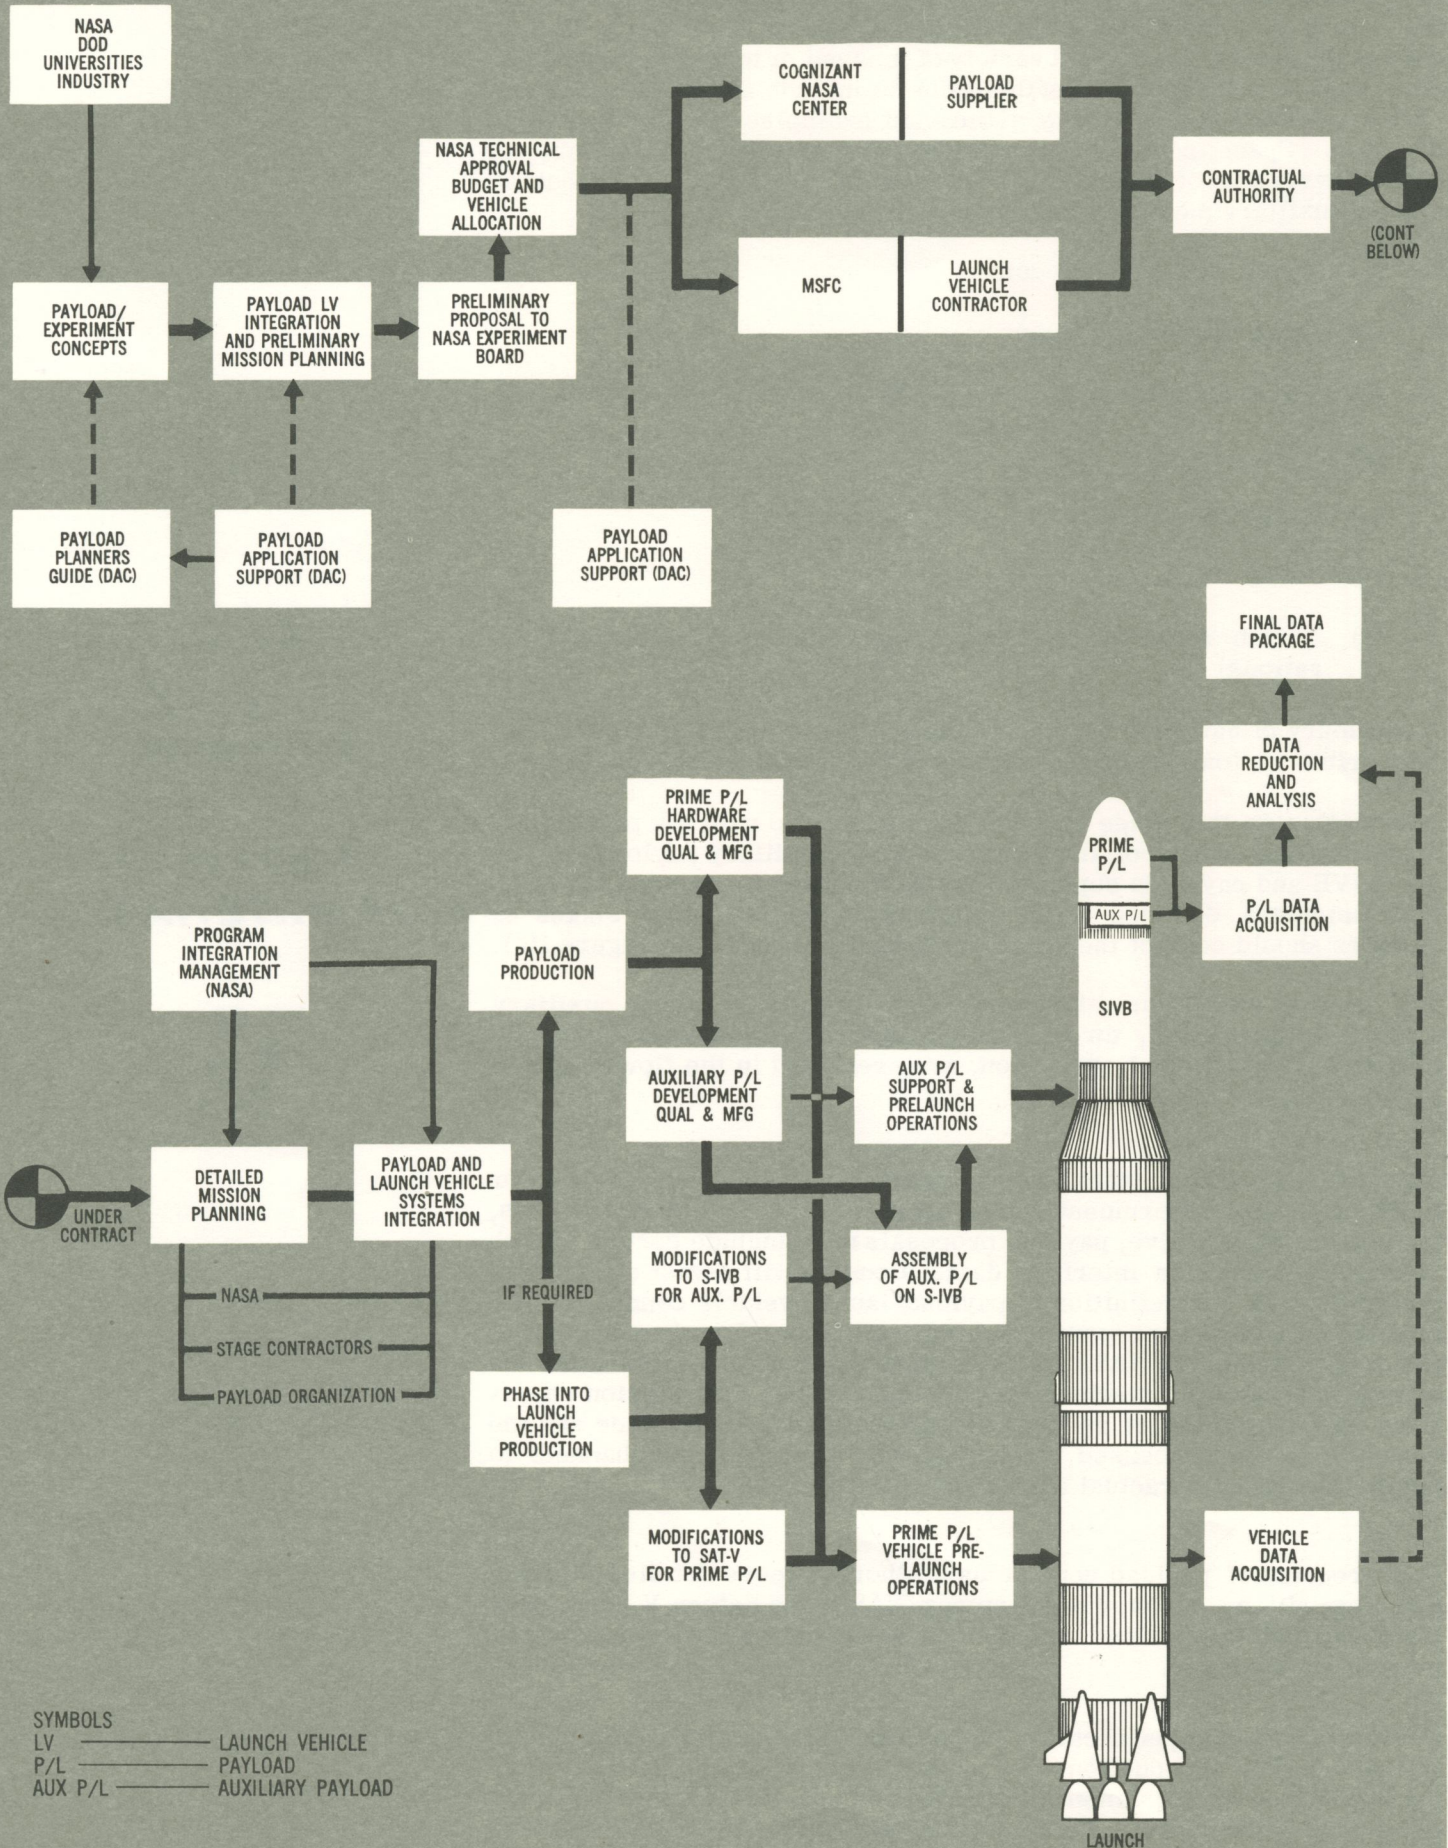 NASA
DOD
UNIVERSITIES
INDUSTRY
COGNIZANT
NASA
CENTER
PAYLOAD
SUPPLIER
NASA TECHNICAL
APPROVAL
BUDGET AND
VEHICLE
ALLOCATION
CONTRACTUAL
AUTHORITY
(CONT
BELOW)
PAYLOAD/
EXPERIMENT
CONCEPTS
PAYLOAD LV
INTEGRATION
AND PRELIMINARY
MISSION PLANNING
PRELIMINARY
PROPOSAL TO
NASA EXPERIMENT
BOARD
MSFC
LAUNCH
VEHICLE
CONTRACTOR
PAYLOAD
PLANNERS
GUIDE (DAC)
PAYLOAD
APPLICATION
SUPPORT (DAC)
PAYLOAD
APPLICATION
SUPPORT (DAC)
FINAL DATA
PACKAGE
DATA
REDUCTION
AND
ANALYSIS
PRIME P/L
HARDWARE
DEVELOPMENT
QUAL & MFG
PRIME
P/L
AUX P/L
P/L DATA
ACQUISITION
PROGRAM
INTEGRATION
MANAGEMENT
(NASA)
PAYLOAD
PRODUCTION
SIVB
AUXILIARY P/L
DEVELOPMENT
QUAL & MFG
AUX P/L
SUPPORT &
PRELAUNCH
OPERATIONS
UNDER
CONTRACT
DETAILED
MISSION
PLANNING
PAYLOAD AND
LAUNCH VEHICLE
SYSTEMS
INTEGRATION
NASA
STAGE CONTRACTORS
PAYLOAD ORGANIZATION
IF REQUIRED
MODIFICATIONS
TO S-IVB
FOR AUX. P/L
ASSEMBLY
OF AUX. P/L
ON S-IVB
PHASE INTO
LAUNCH
VEHICLE
PRODUCTION
MODIFICATIONS
TO SAT-V
FOR PRIME P/L
PRIME P/L
VEHICLE PRE-
LAUNCH
OPERATIONS
VEHICLE
DATA
ACQUISITION
SYMBOLS
LV LAUNCH VEHICLE
P/L PAYLOAD
AUX P/L AUXILIARY PAYLOAD
LAUNCH